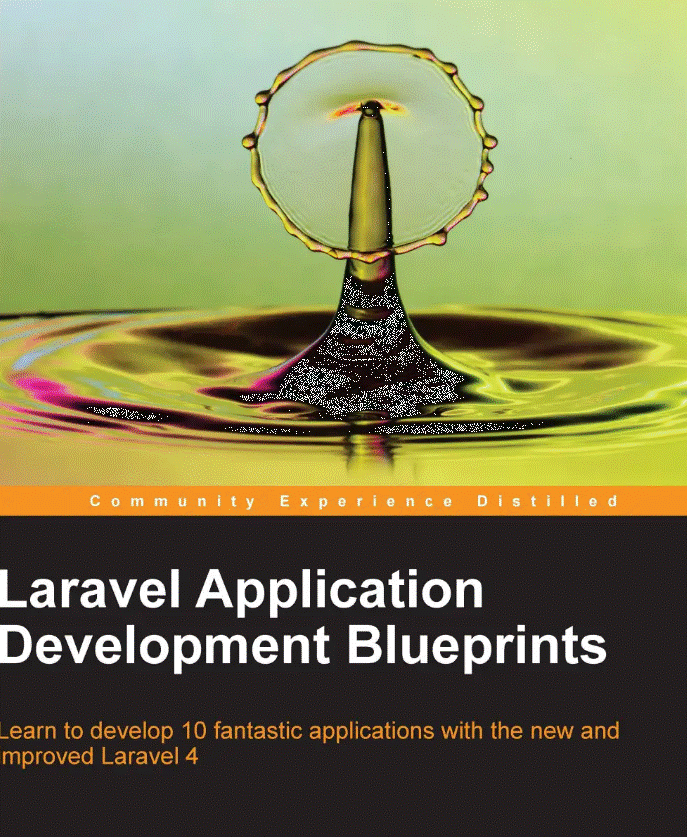 Community Experience Distilled
Laravel Application
Development Blueprints
Learn to develop 10 fantastic applications with the new and
improved Laravel 4